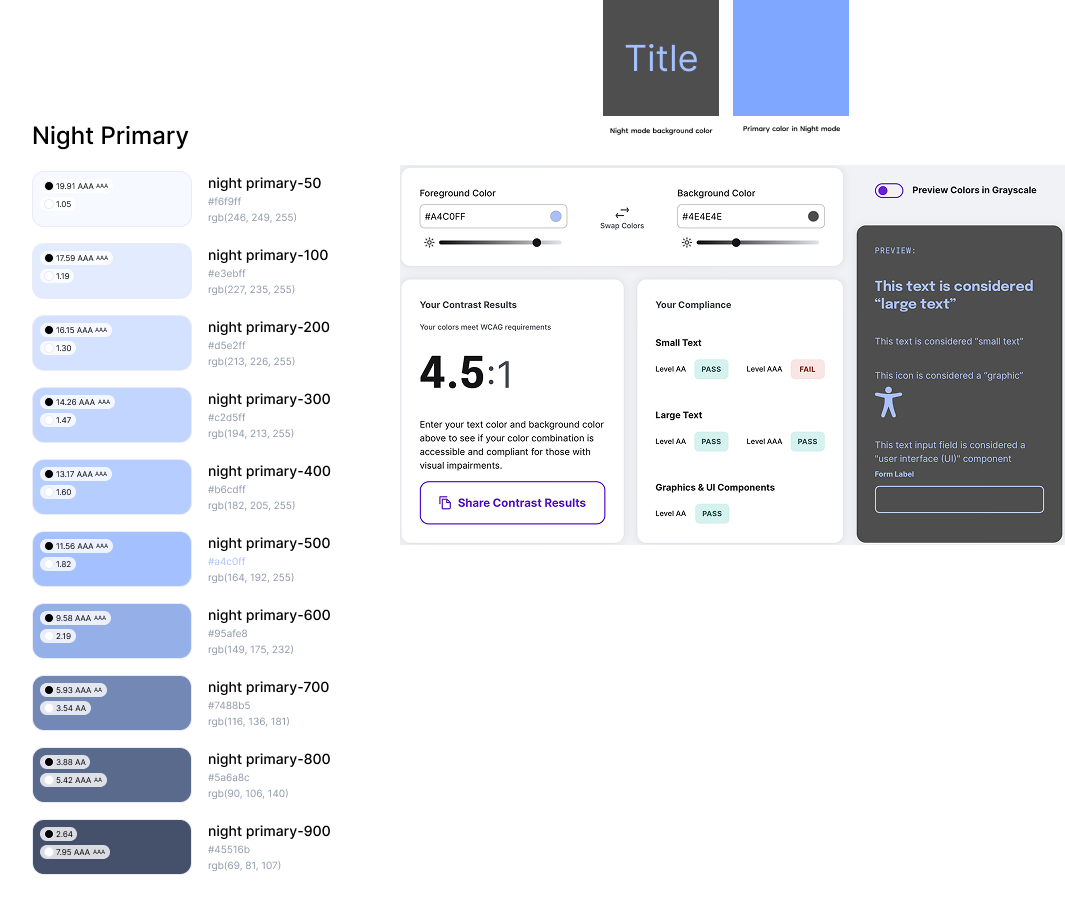 Title
Night mode background color
Primary color in Night mode
Night Primary
19.91 AAA AAA
1.05
night primary-50
#f6f9ff
rgb(246, 249, 255)
17.59 AAA AAA
1.19
night primary-100
#e3ebff
rgb(227, 235, 255)
16.15 AAA AAA
1.30
night primary-200
#d5e2ff
rgb(213, 226, 255)
14.26 AAA AAA
1.47
night primary-300
#c2d5ff
rgb(194, 213, 255)
13.17 AAA AAA
1.60
night primary-400
#b6cdff
rgb(182, 205, 255)
11.56 AAA AAA
1.82
night primary-500
#a4c0ff
rgb(164, 192, 255)
9.58 AAA AAA
2.19
night primary-600
#95afe8
rgb(149, 175, 232)
5.93 AAA AA
3.54 AA
night primary-700
#7488b5
rgb(116, 136, 181)
3.88 AA
5.42 AAA AA
night primary-800
#5a6a8c
rgb(90, 106, 140)
2.64
7.95 AAA AAA
night primary-900
#45516b
rgb(69, 81, 107)
Foreground Color
#A4C0FF
Swap Colors
Background Color
#4E4E4E
Preview Colors in Grayscale
Your Contrast Results
Your colors meet WCAG requirements
4.5:1
Enter your text color and background color
above to see if your color combination is
accessible and compliant for those with
visual impairments.
Share Contrast Results
Your Compliance
Small Text
Level AA PASS Level AAA FAIL
Large Text
Level AA PASS Level AAA PASS
Graphics & UI Components
Level AA PASS
PREVIEW:
This text is considered
“large text”
This text is considered “small text”
This icon is considered a “graphic”
This text input field is considered a
“user interface (UI)” component
Form Label